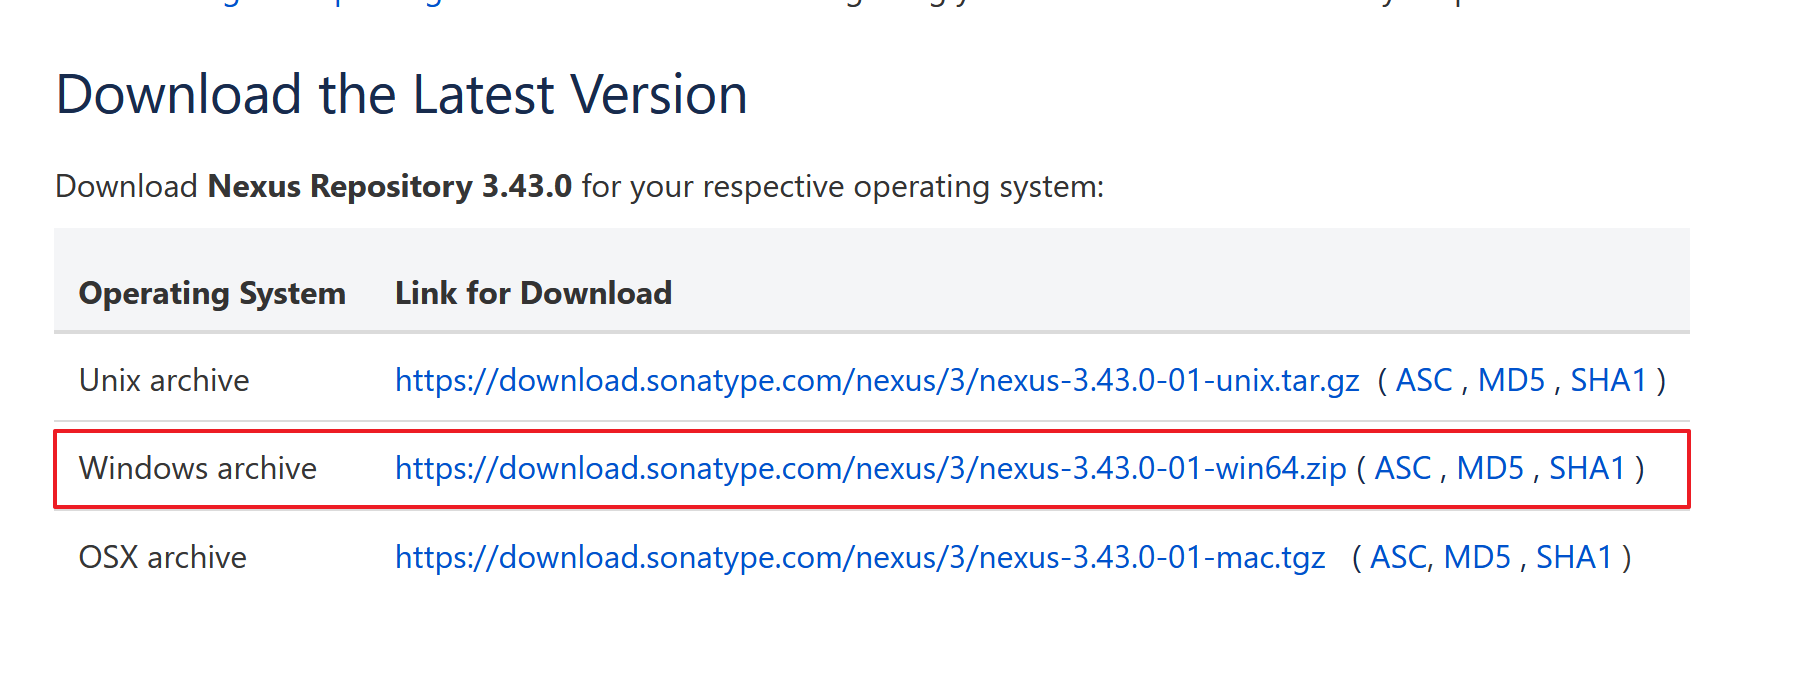 Download the Latest Version
Download Nexus Repository 3.43.0 for your respective operating system:
Operating System Link for Download
Unix archive https://download.sonatype.com/nexus/3/nexus-3.43.0-01-unix.tar.gz ( ASC , MD5 , SHA1 )
Windows archive https://download.sonatype.com/nexus/3/nexus-3.43.0-01-win64.zip ( ASC , MD5 , SHA1 )
OSX archive https://download.sonatype.com/nexus/3/nexus-3.43.0-01-mac.tgz ( ASC, MD5 , SHA1 )